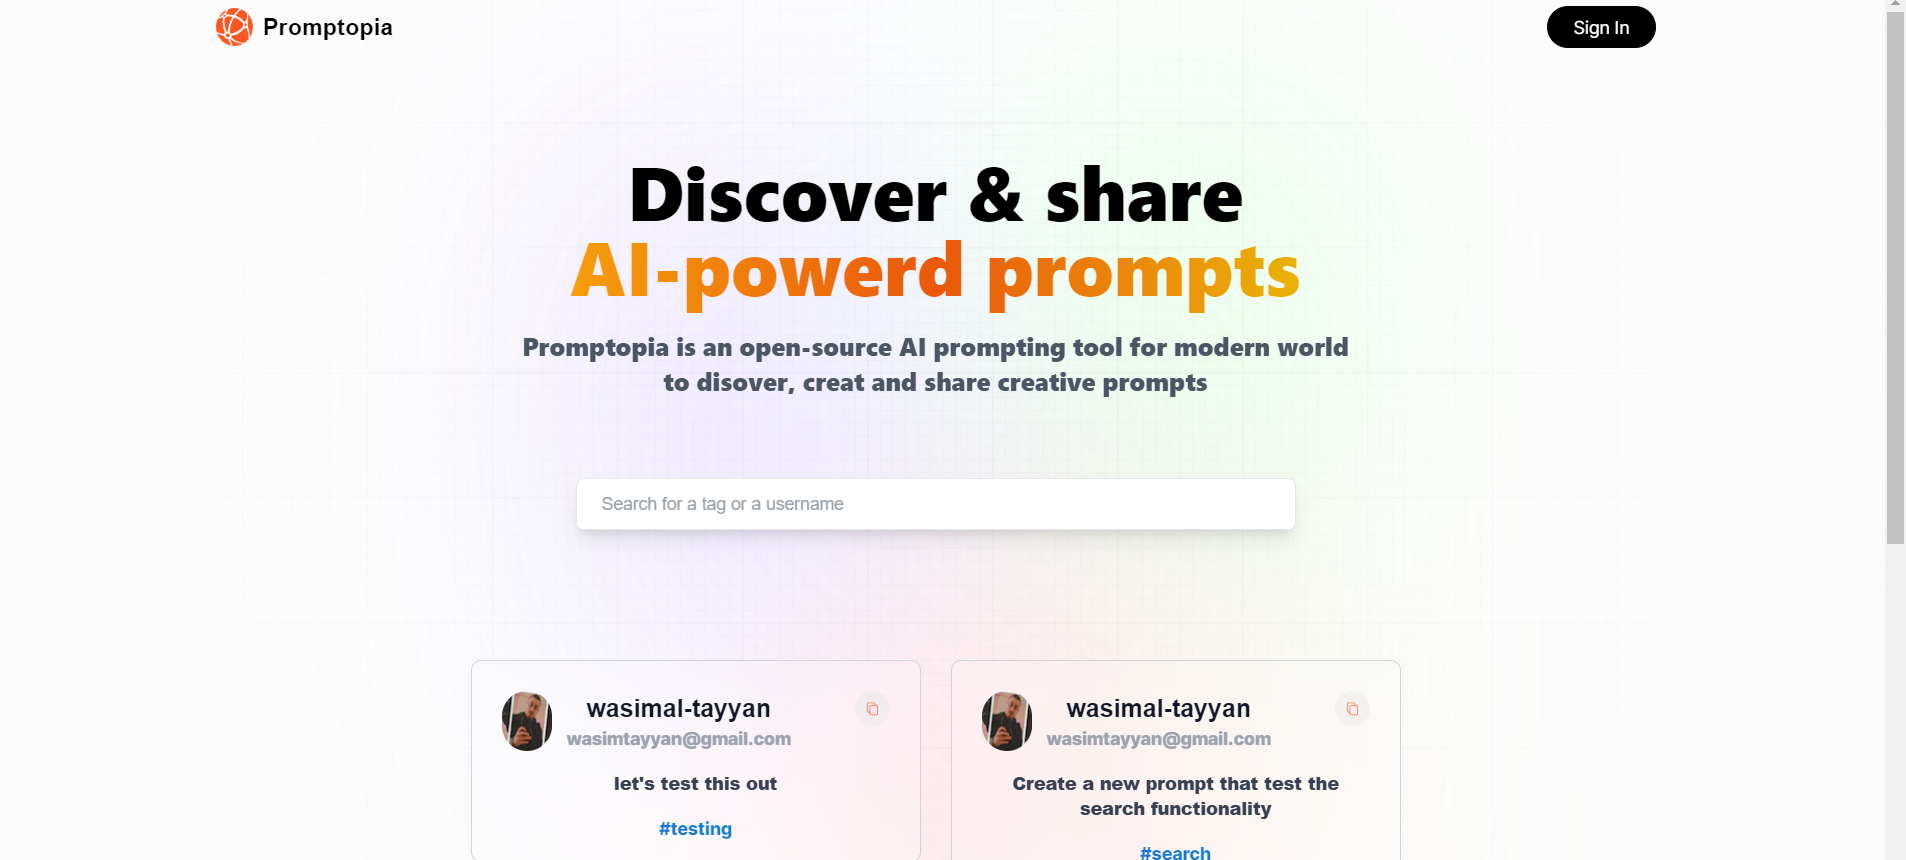 Promptopia
Sign In
Discover & share
AI-powerd prompts
Promptopia is an open-source AI prompting tool for modern world
to disover, creat and share creative prompts
Search for a tag or a username
wasimal-tayyan
wasimtayyan@gmail.com
let's test this out
#testing
wasimal-tayyan
wasimtayyan@gmail.com
Create a new prompt that test the
search functionality
#search